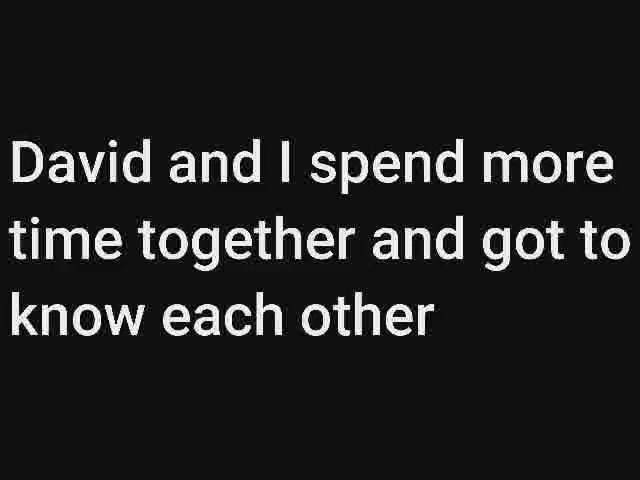 David and I spend more
time together and got to
know each other